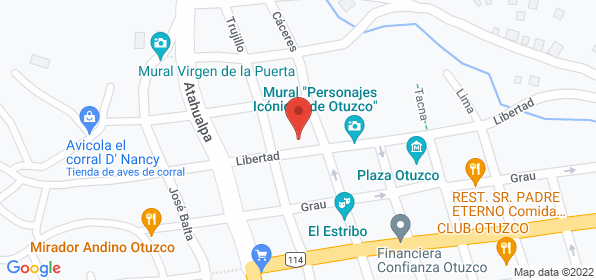 Trujillo
Cáceres
Mural Virgen de la Puerta
Atahualpa
Mural "Personajes
Icónicos de Otuzco"
Tacna
Lima
Libertad
Avicola el
corral D' Nancy
Tienda de aves de corral
Libertad
Plaza Otuzco
José Balta
Grau
Grau
REST. SR. PADRE
ETERNO Comida...
CLUB OTUZCO
El Estribo
Mirador Andino Otuzco
114
Financiera
Confianza Otuzco
Google
Map data ©2022